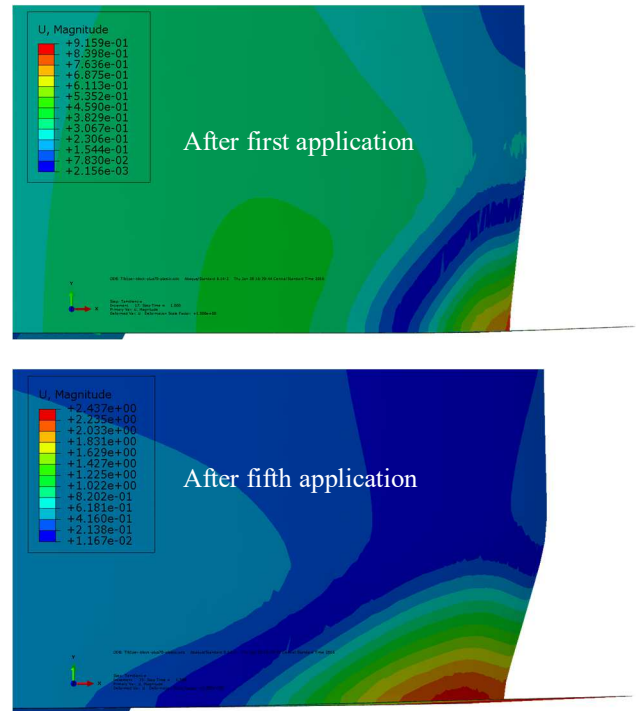 U, Magnitude
+9.159e-01
+8.398e-01
+7.636e-01
+6.875e-01
+6.113e-01
+5.352e-01
+4.590e-01
+3.829e-01
+3.067e-01
+2.306e-01
+1.544e-01
+7.830e-02
+2.156e-03
After first application
Y
X
U, Magnitude
+2.437e+00
+2.235e+00
+2.033e+00
+1.831e+00
+1.629e+00
+1.427e+00
+1.225e+00
+1.022e+00
+8.202e-01
+6.181e-01
+4.160e-01
+2.138e-01
+1.167e-02
After fifth application
Y